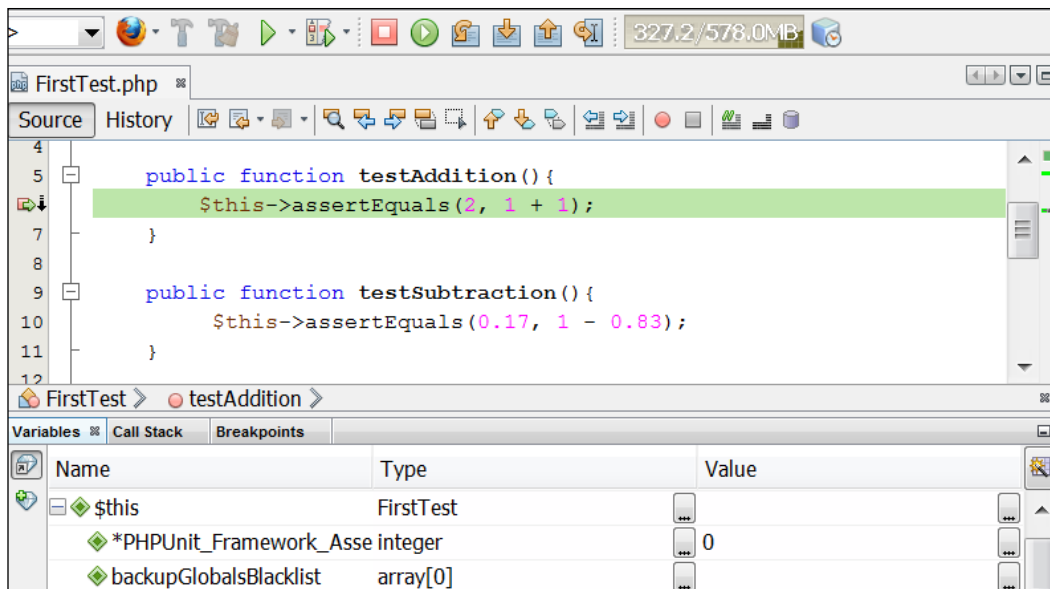 >
327.2/578.0MB
FirstTest.php
Source History
4
5 public function testAddition(){
$this->assertEquals(2, 1 + 1);
7 }
8
9 public function testSubtraction(){
10 $this->assertEquals(0.17, 1 - 0.83);
11 }
12
FirstTest testAddition
Variables Call Stack Breakpoints
Name Type Value
$this FirstTest ... ...
*PHPUnit_Framework_Asse integer ... 0 ...
backupGlobalsBlacklist array[0] ... ...